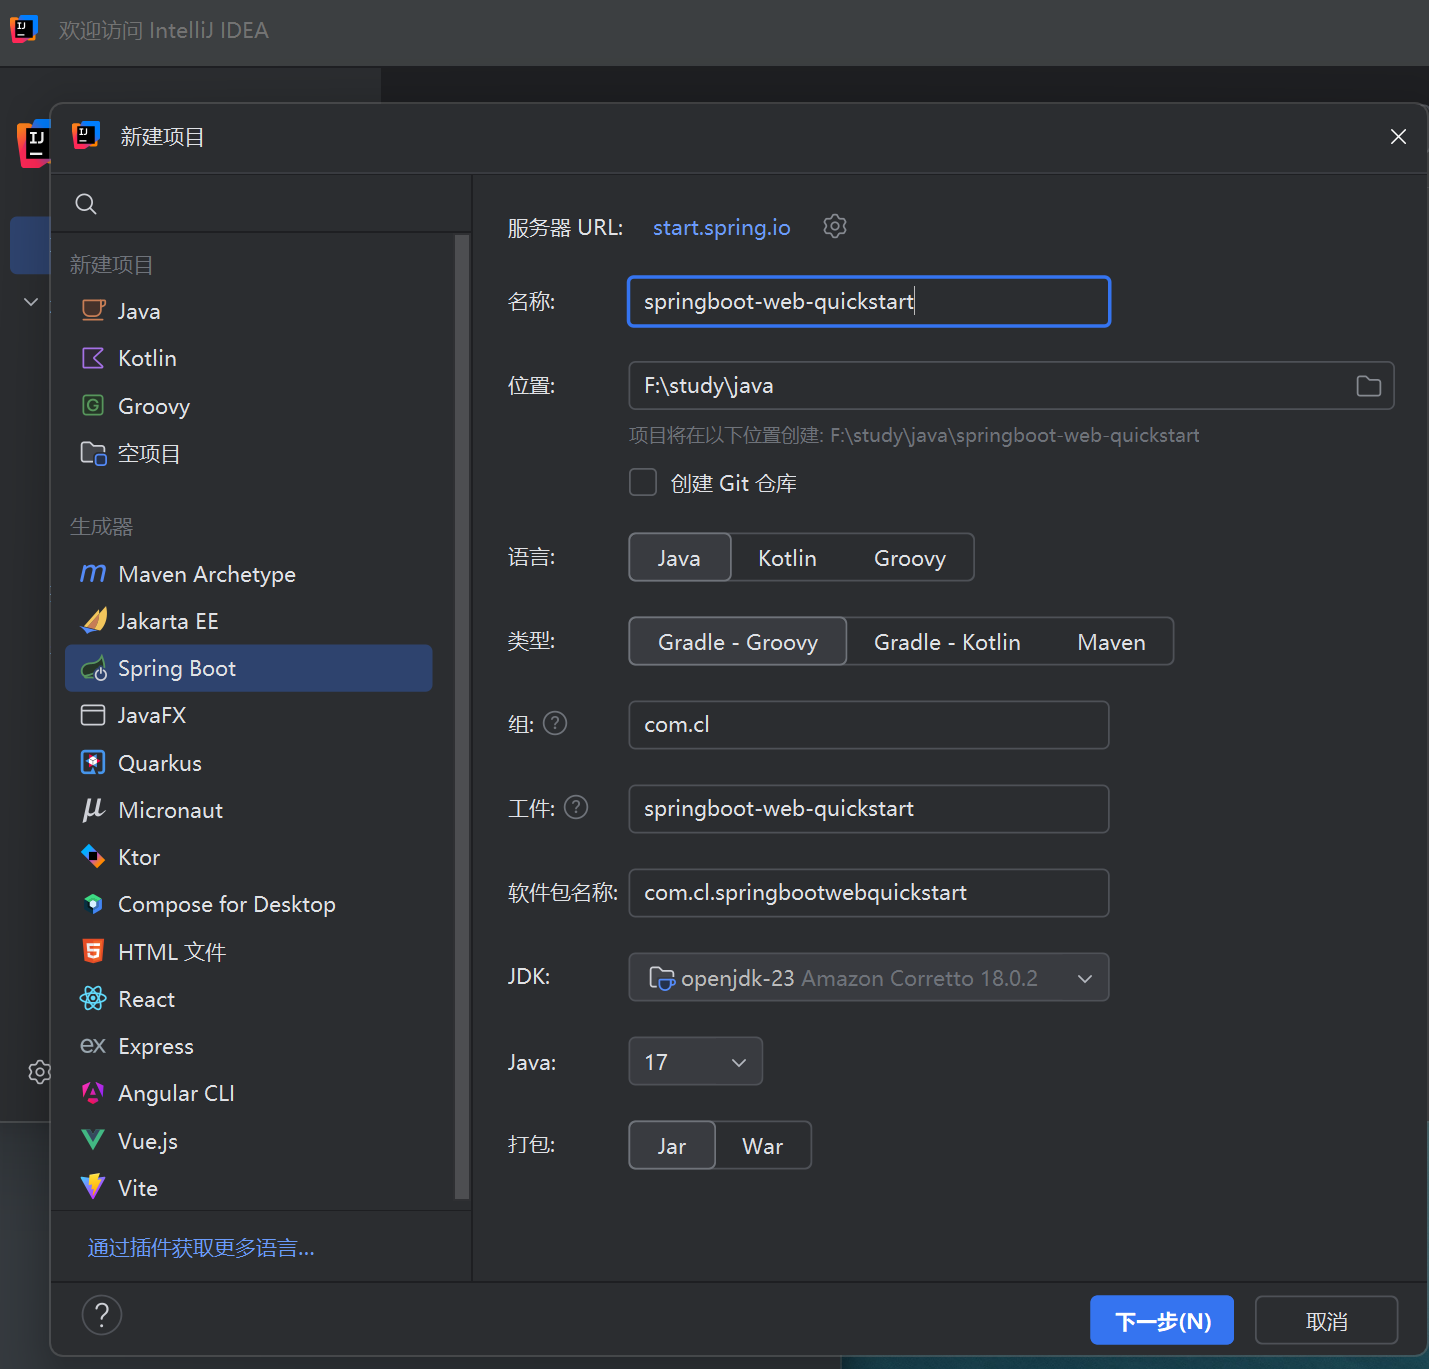 欢迎访问 IntelliJ IDEA
新建项目
新建项目
Java
Kotlin
Groovy
空项目
生成器
Maven Archetype
Jakarta EE
Spring Boot
JavaFX
Quarkus
Micronaut
Ktor
Compose for Desktop
HTML 文件
React
Express
Angular CLI
Vue.js
Vite
通过插件获取更多语言...
服务器 URL: start.spring.io
名称: springboot-web-quickstart
位置: F:\study\java
项目将在以下位置创建: F:\study\java\springboot-web-quickstart
创建 Git 仓库
语言: Java Kotlin Groovy
类型: Gradle - Groovy Gradle - Kotlin Maven
组: com.cl
工件: springboot-web-quickstart
软件包名称: com.cl.springbootwebquickstart
JDK: openjdk-23 Amazon Corretto 18.0.2
Java: 17
打包: Jar War
下一步(N) 取消